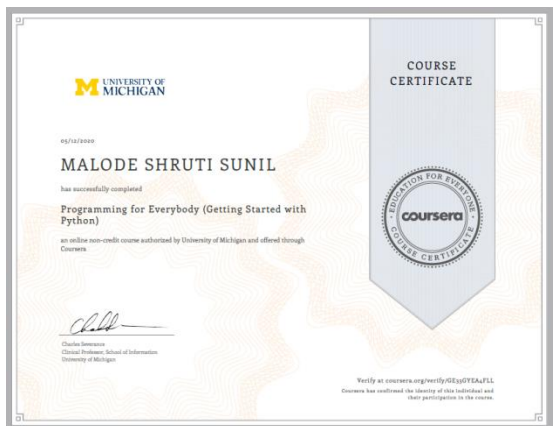 UNIVERSITY OF
MICHIGAN
COURSE
CERTIFICATE
05/12/2020
MALODE SHRUTI SUNIL
has successfully completed
Programming for Everybody (Getting Started with
Python)
an online non-credit course authorized by University of Michigan and offered through
Coursera
EDUCATION FOR EVERYONE
coursera
COURSE CERTIFICATE
Charles Severance
Clinical Professor, School of Information
University of Michigan
Verify at coursera.org/verify/GE35GYEA4FLL
Coursera has confirmed the identity of this individual and
their participation in the course.